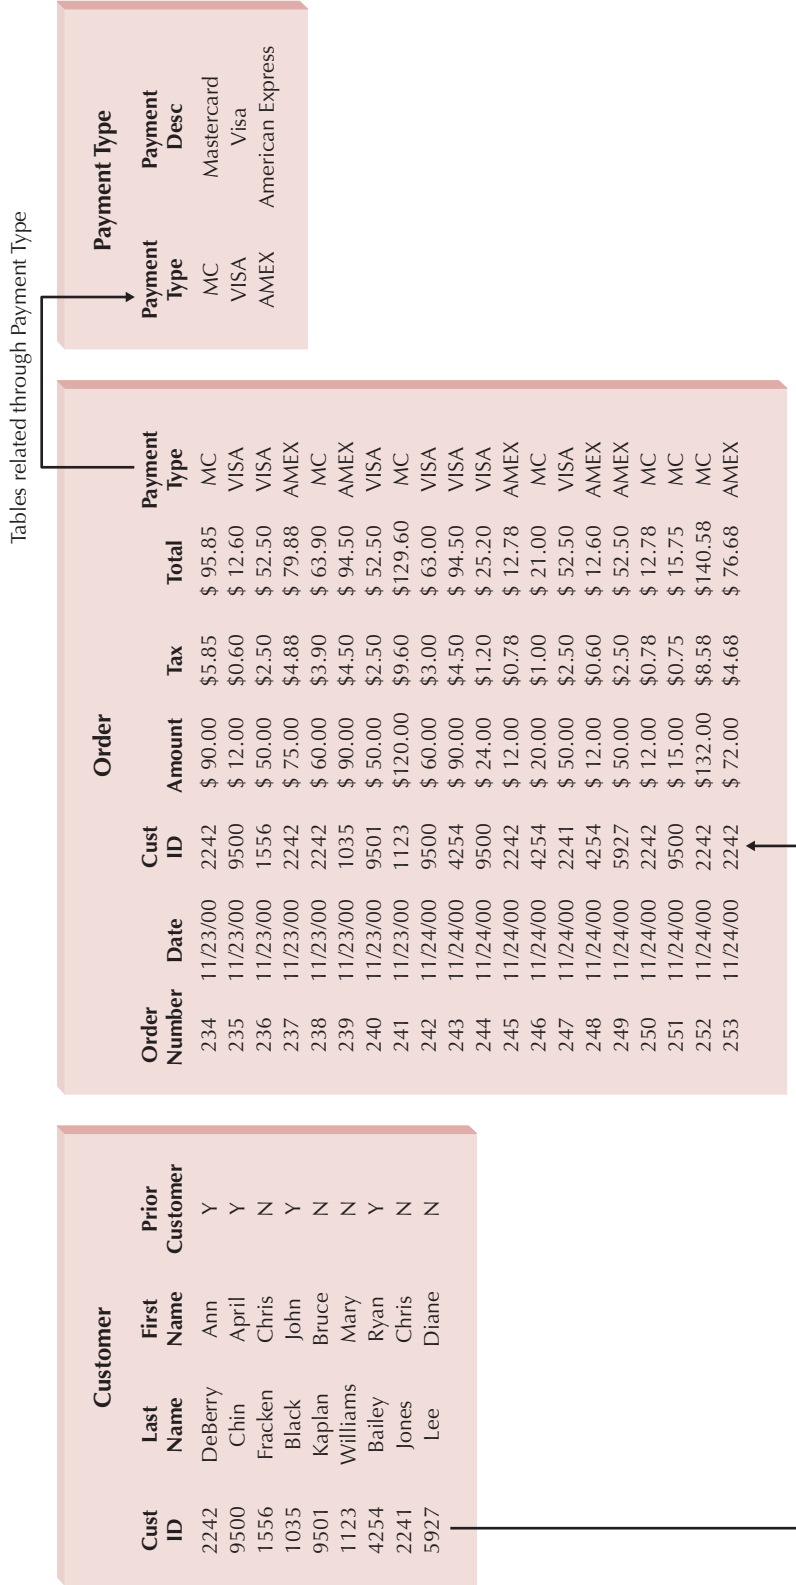 Tables related through Payment Type
Customer
Cust Last First Prior
ID Name Name Customer
2242 DeBerry Ann Y
9500 Chin April Y
1556 Fracken Chris N
1035 Black John Y
9501 Kaplan Bruce N
1123 Williams Mary N
4254 Bailey Ryan Y
2241 Jones Chris N
5927 Lee Diane N
Order
Order Cust Payment
Number Date ID Amount Tax Total Type
234 11/23/00 2242 $ 90.00 $5.85 $ 95.85 MC
235 11/23/00 9500 $ 12.00 $0.60 $ 12.60 VISA
236 11/23/00 1556 $ 50.00 $2.50 $ 52.50 VISA
237 11/23/00 2242 $ 75.00 $4.88 $ 79.88 AMEX
238 11/23/00 2242 $ 60.00 $3.90 $ 63.90 MC
239 11/23/00 1035 $ 90.00 $4.50 $ 94.50 AMEX
240 11/23/00 9501 $ 50.00 $2.50 $ 52.50 VISA
241 11/23/00 1123 $120.00 $9.60 $129.60 MC
242 11/24/00 9500 $ 60.00 $3.00 $ 63.00 VISA
243 11/24/00 4254 $ 90.00 $4.50 $ 94.50 VISA
244 11/24/00 9500 $ 24.00 $1.20 $ 25.20 VISA
245 11/24/00 2242 $ 12.00 $0.78 $ 12.78 AMEX
246 11/24/00 4254 $ 20.00 $1.00 $ 21.00 MC
247 11/24/00 2241 $ 50.00 $2.50 $ 52.50 VISA
248 11/24/00 4254 $ 12.00 $0.60 $ 12.60 AMEX
249 11/24/00 5927 $ 50.00 $2.50 $ 52.50 AMEX
250 11/24/00 2242 $ 12.00 $0.78 $ 12.78 MC
251 11/24/00 9500 $ 15.00 $0.75 $ 15.75 MC
252 11/24/00 2242 $132.00 $8.58 $140.58 MC
253 11/24/00 2242 $ 72.00 $4.68 $ 76.68 AMEX
Payment Type
Payment Payment
Type Desc
MC Mastercard
VISA Visa
AMEX American Express